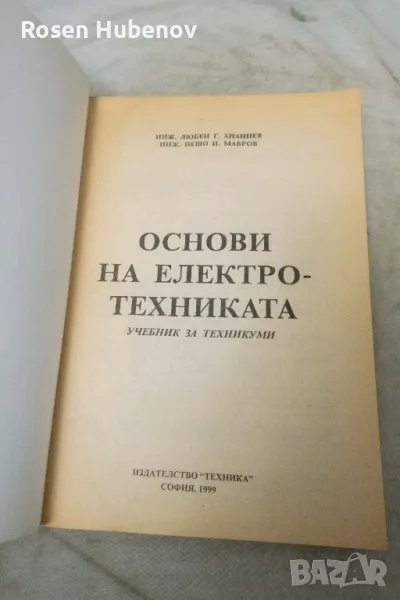 Rosen Hubenov
ИНЖ. ЛЮБЕН Г. АНАНИЕВ
ИНЖ. ПЕШО И. МАВРОВ
ОСНОВИ
НА ЕЛЕКТРО-
ТЕХНИКАТА
УЧЕБНИК ЗА ТЕХНИКУМИ
ИЗДАТЕЛСТВО "ТЕХНИКА"
СОФИЯ, 1999
BAZAR